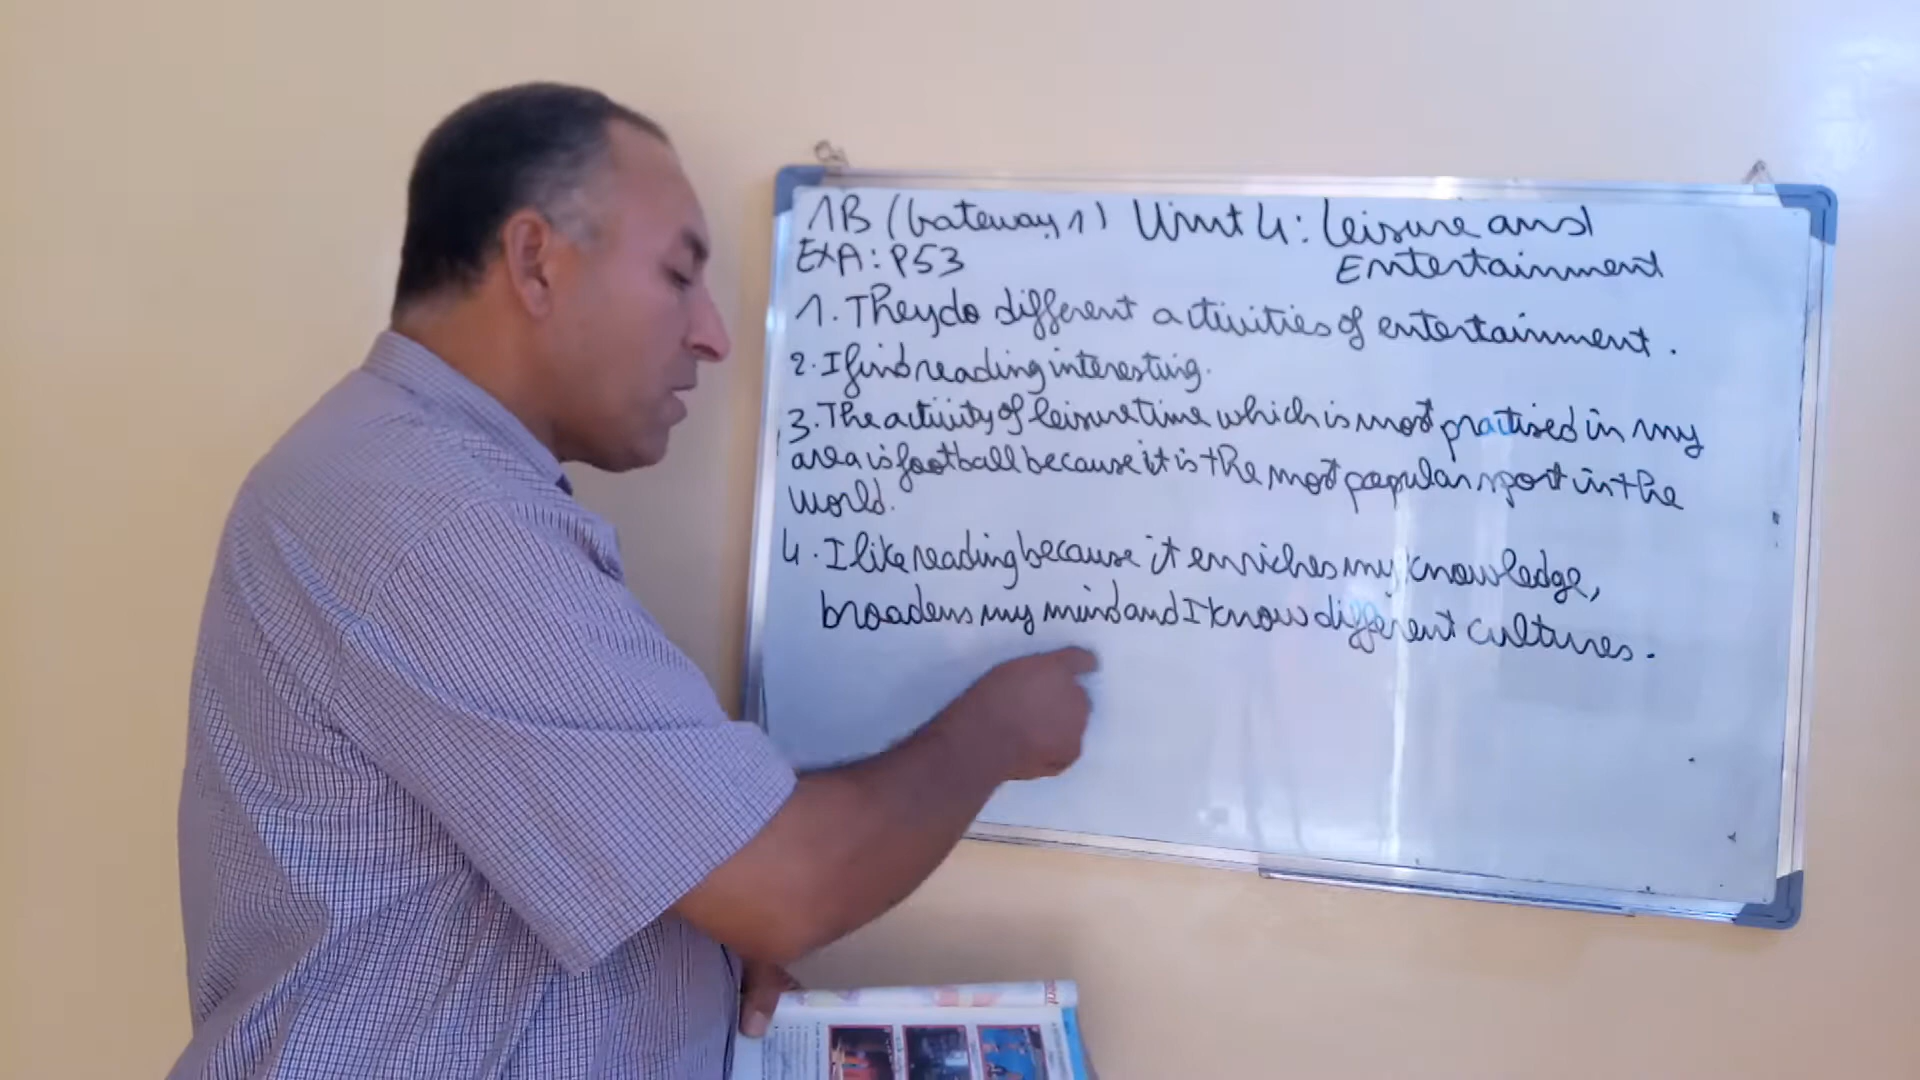 1B (Gateway 1) Unit 4: Leisure and
Entertainment
EXA: P53
1. They do different activities of entertainment.
2. I find reading interesting.
3. The activity of leisure time which is most practised in my
area is football because it is the most popular sport in the
world.
4. I like reading because it enriches my knowledge,
broadens my mind and I know different cultures.